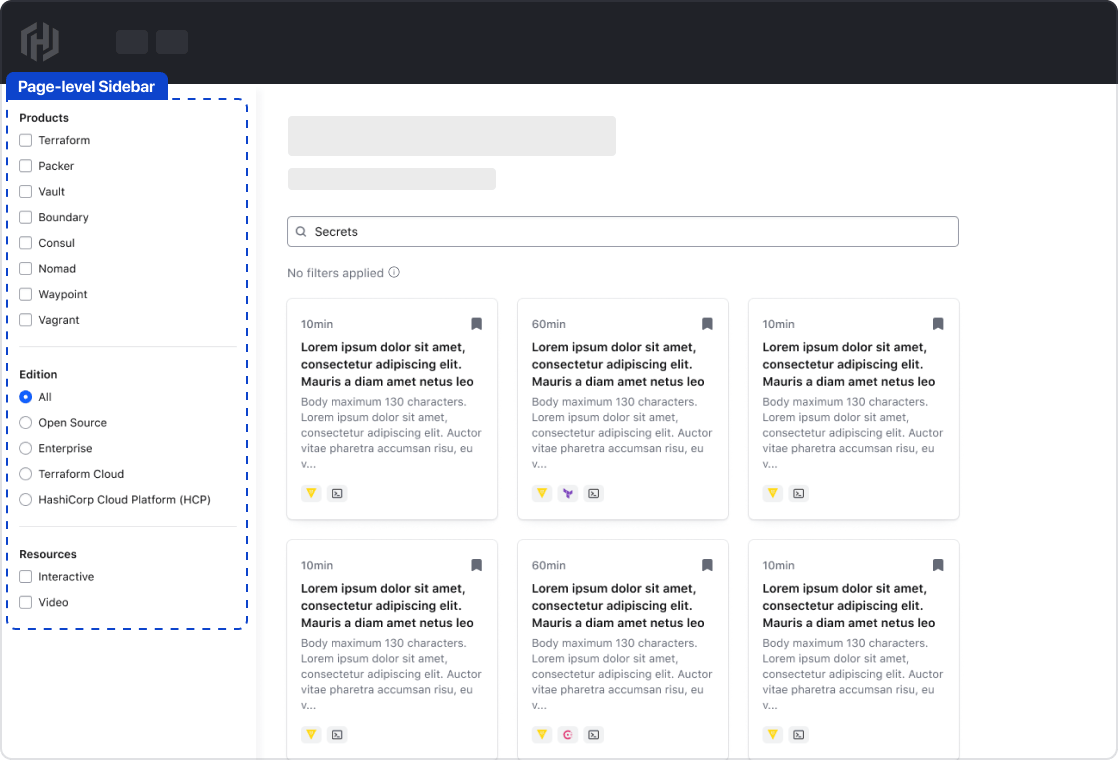 Page-level Sidebar
Products
Terraform
Packer
Vault
Boundary
Consul
Nomad
Waypoint
Vagrant
Edition
All
Open Source
Enterprise
Terraform Cloud
HashiCorp Cloud Platform (HCP)
Resources
Interactive
Video
Secrets
No filters applied
10min
Lorem ipsum dolor sit amet,
consectetur adipiscing elit.
Mauris a diam amet netus leo
Body maximum 130 characters.
Lorem ipsum dolor sit amet,
consectetur adipiscing elit. Auctor
vitae pharetra accumsan risu, eu
v...
60min
Lorem ipsum dolor sit amet,
consectetur adipiscing elit.
Mauris a diam amet netus leo
Body maximum 130 characters.
Lorem ipsum dolor sit amet,
consectetur adipiscing elit. Auctor
vitae pharetra accumsan risu, eu
v...
10min
Lorem ipsum dolor sit amet,
consectetur adipiscing elit.
Mauris a diam amet netus leo
Body maximum 130 characters.
Lorem ipsum dolor sit amet,
consectetur adipiscing elit. Auctor
vitae pharetra accumsan risu, eu
v...
10min
Lorem ipsum dolor sit amet,
consectetur adipiscing elit.
Mauris a diam amet netus leo
Body maximum 130 characters.
Lorem ipsum dolor sit amet,
consectetur adipiscing elit. Auctor
vitae pharetra accumsan risu, eu
v...
60min
Lorem ipsum dolor sit amet,
consectetur adipiscing elit.
Mauris a diam amet netus leo
Body maximum 130 characters.
Lorem ipsum dolor sit amet,
consectetur adipiscing elit. Auctor
vitae pharetra accumsan risu, eu
v...
10min
Lorem ipsum dolor sit amet,
consectetur adipiscing elit.
Mauris a diam amet netus leo
Body maximum 130 characters.
Lorem ipsum dolor sit amet,
consectetur adipiscing elit. Auctor
vitae pharetra accumsan risu, eu
v...